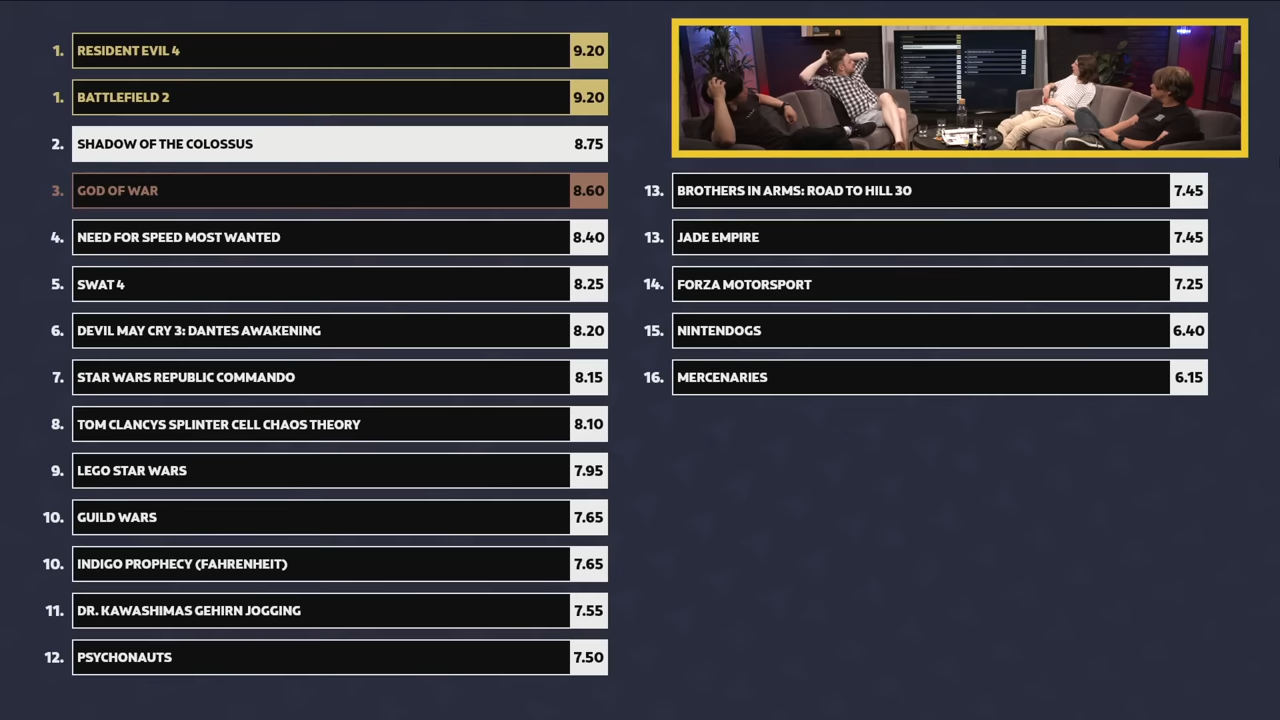 1. RESIDENT EVIL 4 9.20
1. BATTLEFIELD 2 9.20
2. SHADOW OF THE COLOSSUS 8.75
3. GOD OF WAR 8.60
4. NEED FOR SPEED MOST WANTED 8.40
5. SWAT 4 8.25
6. DEVIL MAY CRY 3: DANTES AWAKENING 8.20
7. STAR WARS REPUBLIC COMMANDO 8.15
8. TOM CLANCYS SPLINTER CELL CHAOS THEORY 8.10
9. LEGO STAR WARS 7.95
10. GUILD WARS 7.65
10. INDIGO PROPHECY (FAHRENHEIT) 7.65
11. DR. KAWASHIMAS GEHIRN JOGGING 7.55
12. PSYCHONAUTS 7.50
13. BROTHERS IN ARMS: ROAD TO HILL 30 7.45
13. JADE EMPIRE 7.45
14. FORZA MOTORSPORT 7.25
15. NINTENDOGS 6.40
16. MERCENARIES 6.15